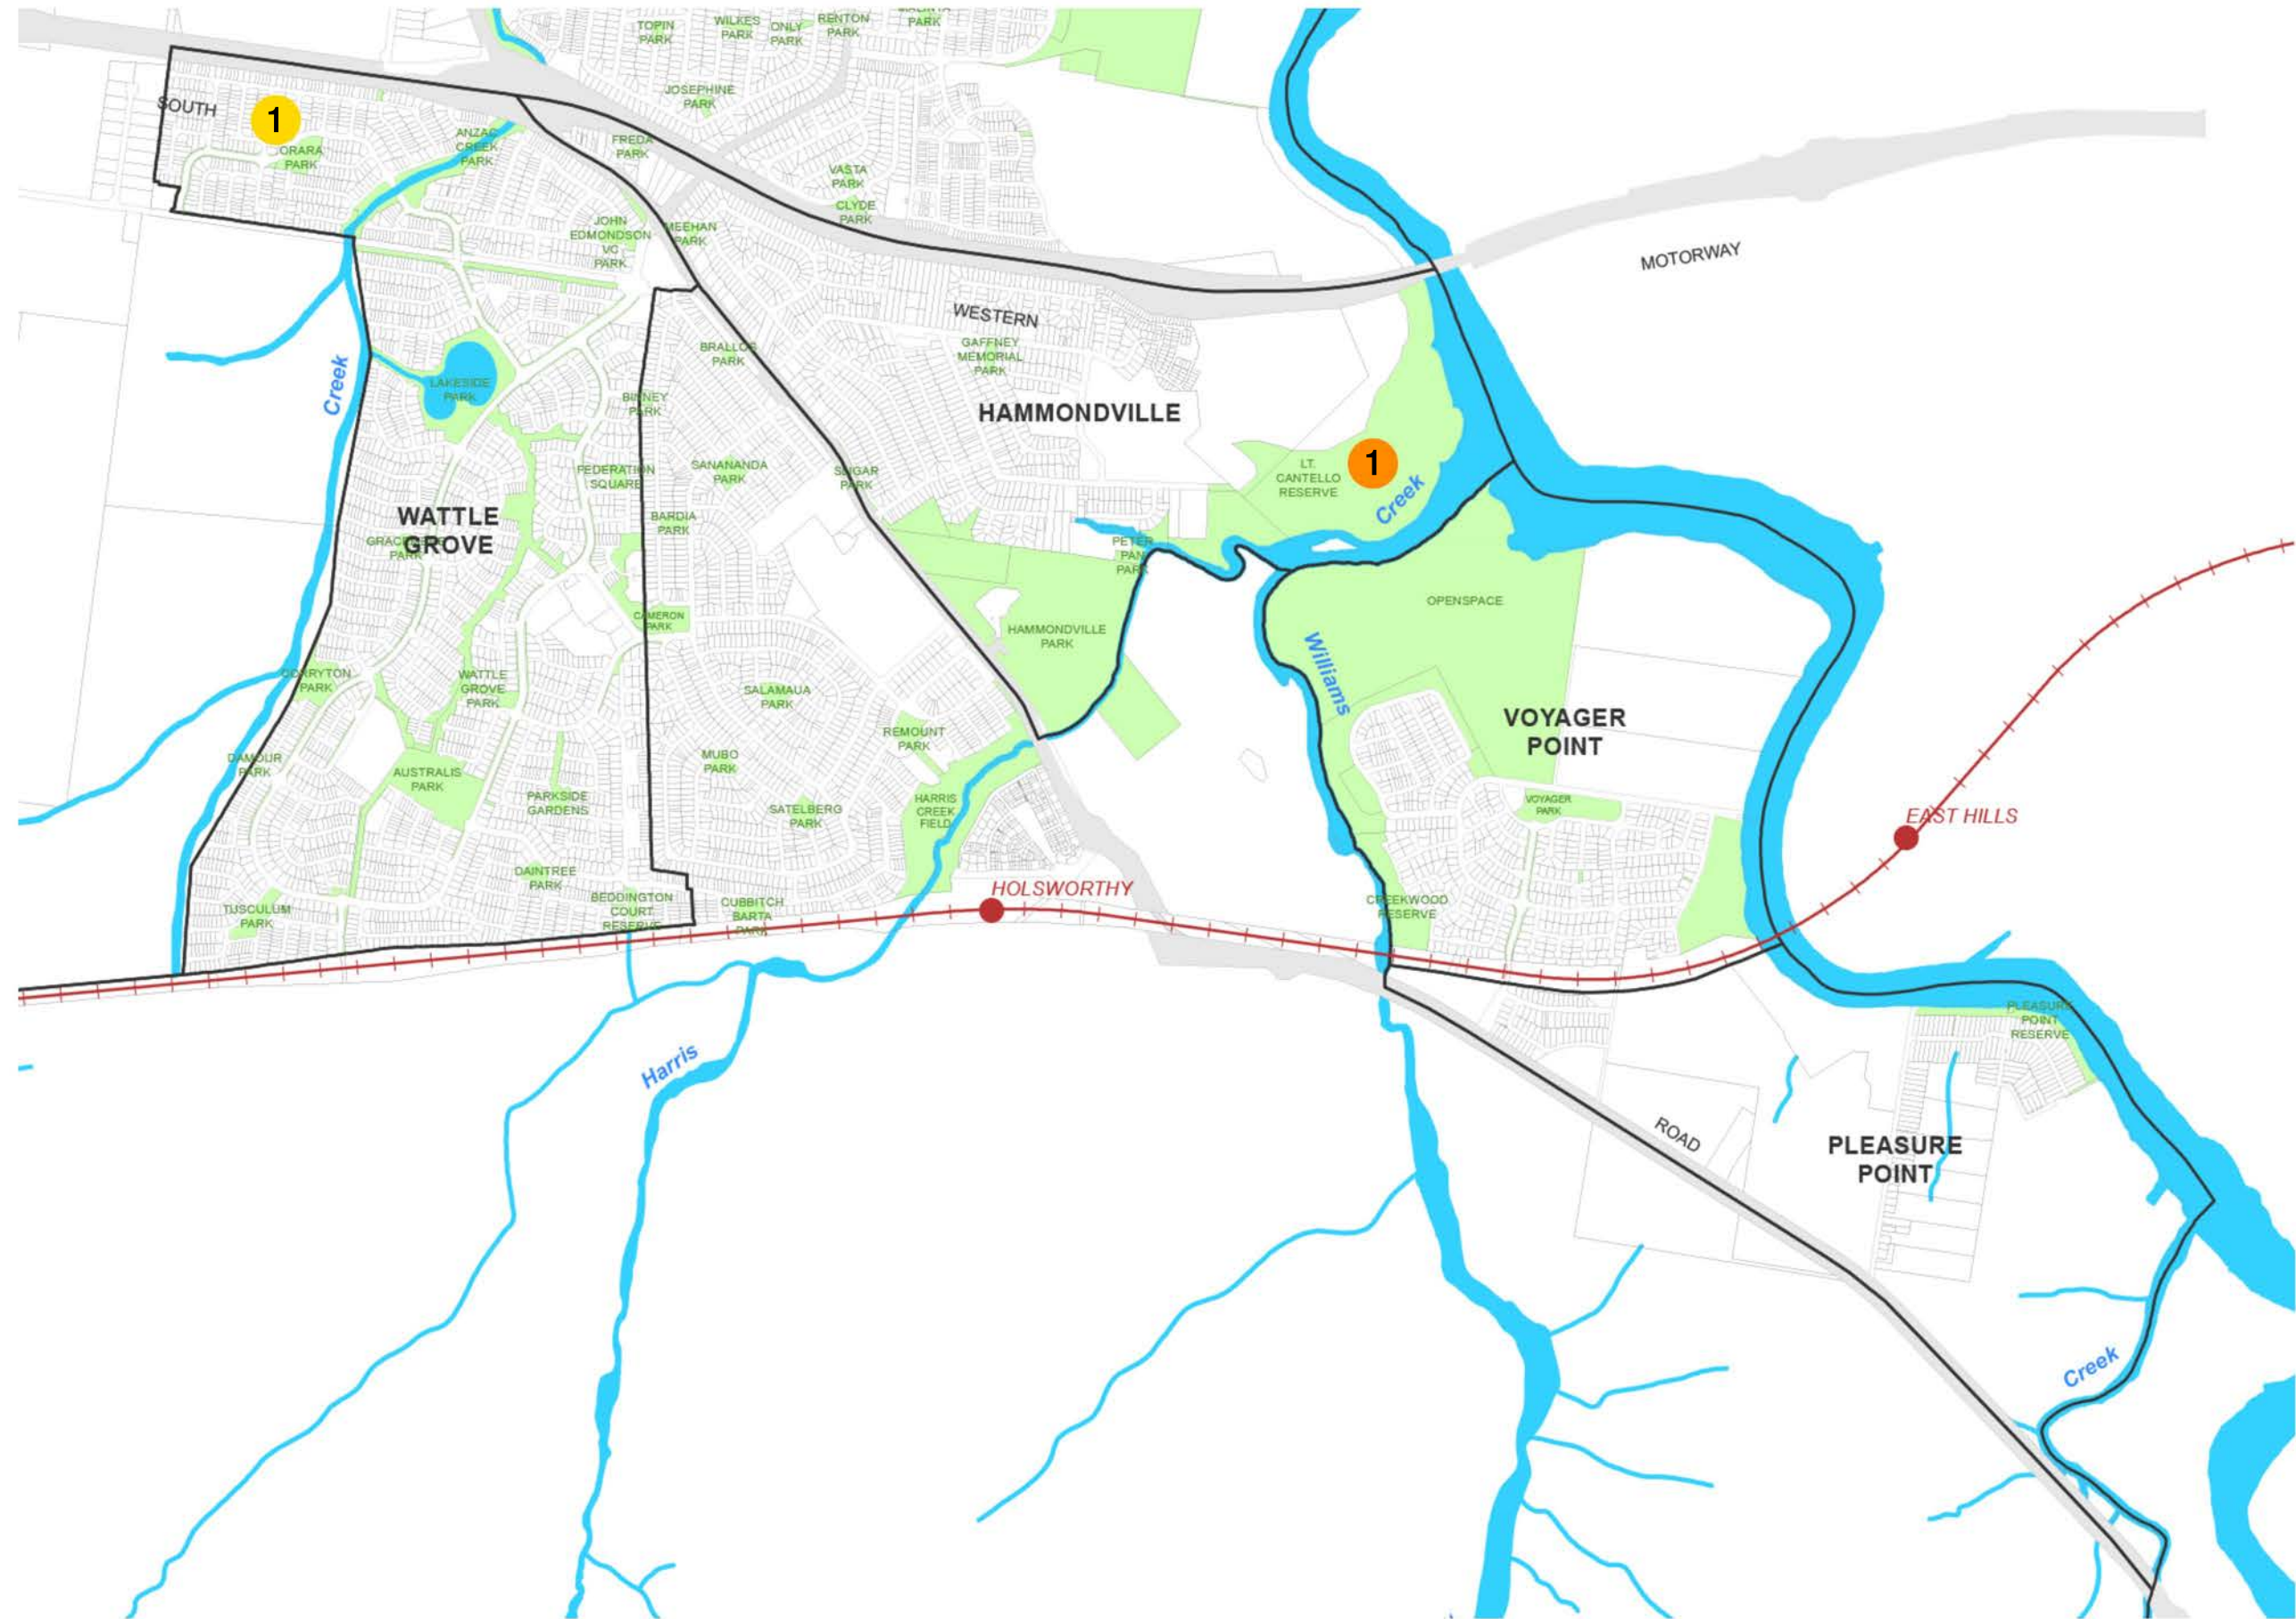 TOPIN
PARK
WILKES
PARK
ONLY
PARK
RENTON
PARK
PARK
JOSEPHINE
PARK
SOUTH
1
ORARA
PARK
ANZAC
CREEK
PARK
FREDA
PARK
VASTA
PARK
CLYDE
PARK
JOHN
EDMONDSON
VC
PARK
MEEHAN
PARK
MOTORWAY
WESTERN
BRALLOS
PARK
GAFFNEY
MEMORIAL
PARK
Creek
LAKESIDE
PARK
BINNEY
PARK
HAMMONDVILLE
FEDERATION
SQUARE
SANANANDA
PARK
SLIGAR
PARK
LT.
CANTELLO
RESERVE
1
Creek
WATTLE
GROVE
PARK
BARDIA
PARK
PETER
PAN
PARK
OPENSPACE
CAMERON
PARK
HAMMONDVILLE
PARK
Williams
CORRYTON
PARK
WATTLE
GROVE
PARK
SALAMAUA
PARK
REMOUNT
PARK
VOYAGER
POINT
DAMOUR
PARK
AUSTRALIS
PARK
MUBO
PARK
PARKSIDE
GARDENS
SATELBERG
PARK
HARRIS
CREEK
FIELD
VOYAGER
PARK
EAST HILLS
DAINTREE
PARK
TUSCULUM
PARK
BEDDINGTON
COURT
RESERVE
CUBBITCH
BARTA
PARK
HOLSWORTHY
CREEKWOOD
RESERVE
PLEASURE
POINT
RESERVE
Harris
ROAD
PLEASURE
POINT
Creek